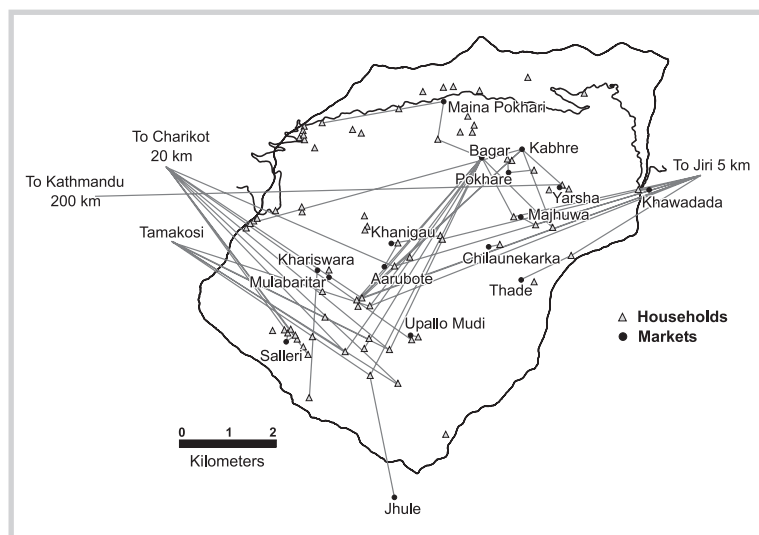 Maina Pokhari
To Charikot
20 km
Bagar
Kabhre
To Jiri 5 km
Pokhare
To Kathmandu
200 km
Yarsha
Khawadada
Majhuwa
Tamakosi
Khanigau
Chilaunekarka
Khariswara
Aarubote
Mulabaritar
Thade
Upallo Mudi
Households
Markets
Salleri
0 1 2
Kilometers
Jhule